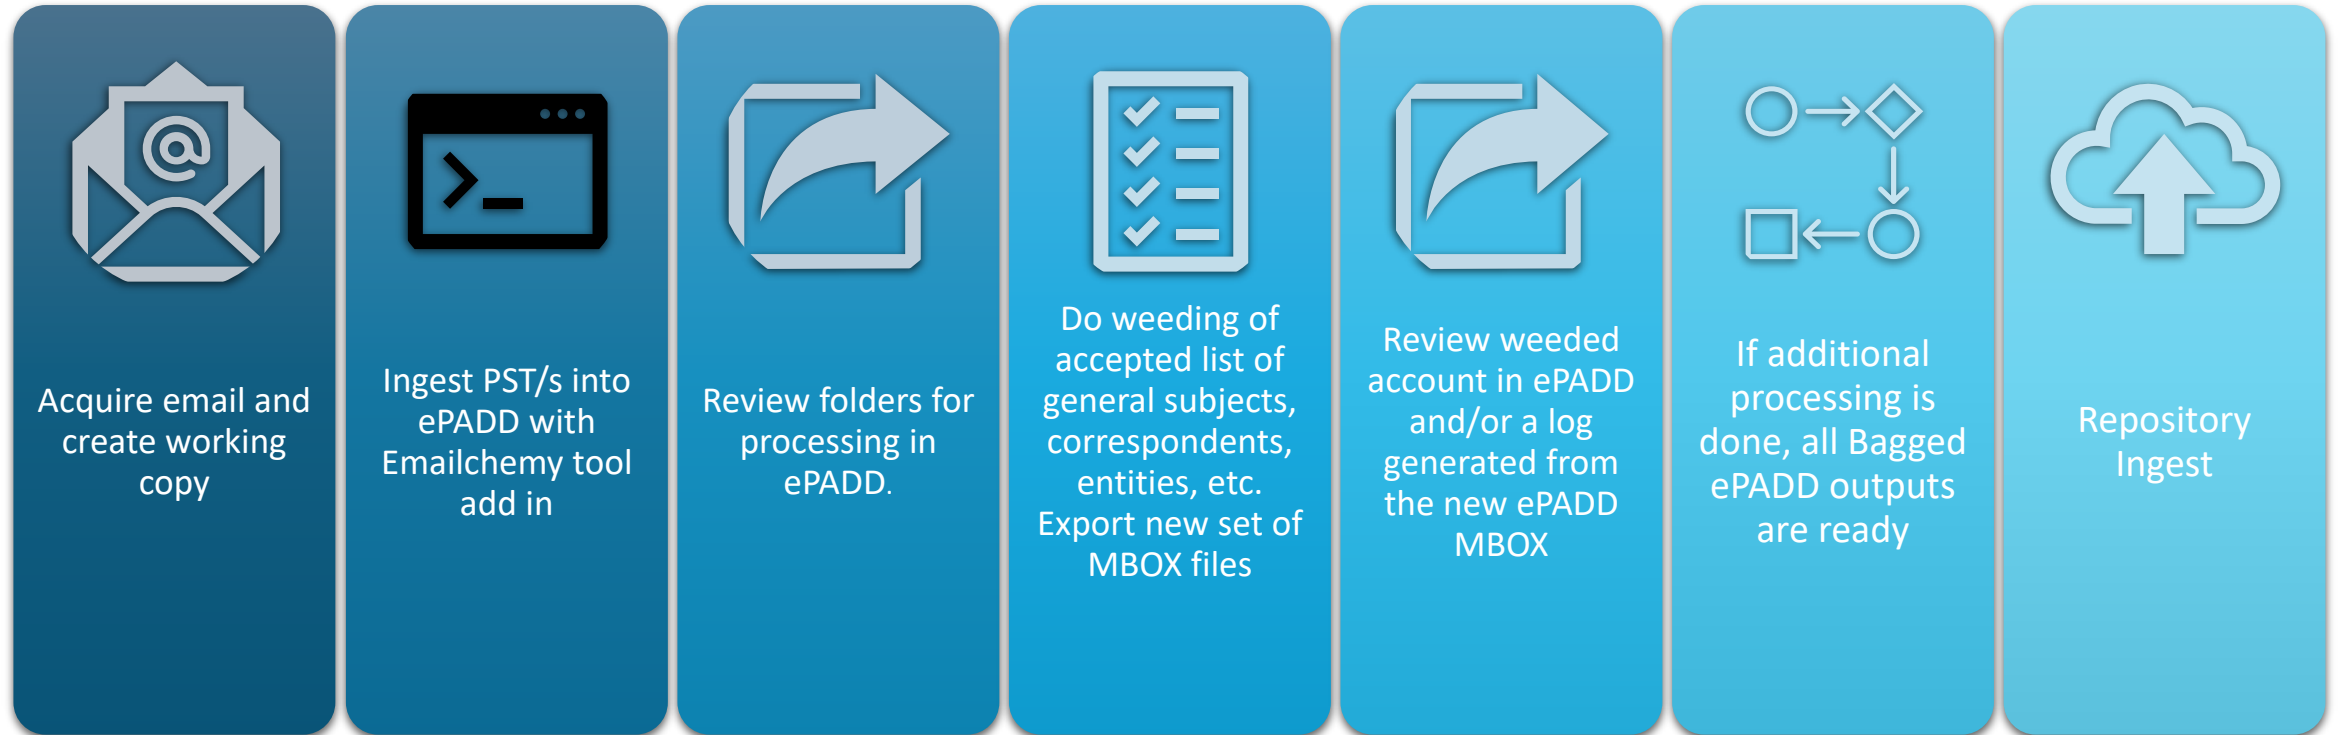 Acquire email and
create working
copy
Ingest PST/s into
ePADD with
Emailchemy tool
add in
Review folders for
processing in
ePADD.
Do weeding of
accepted list of
general subjects,
correspondents,
entities, etc.
Export new set of
MBOX files
Review weeded
account in ePADD
and/or a log
generated from
the new ePADD
MBOX
If additional
processing is
done, all Bagged
ePADD outputs
are ready
Repository
Ingest